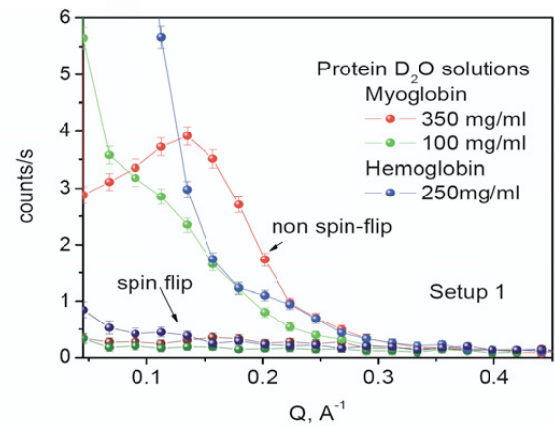 6
5
4
3
2
1
0
counts/s
Protein D₂O solutions
Myoglobin
350 mg/ml
100 mg/ml
Hemoglobin
250mg/ml
non spin-flip
spin flip
Setup 1
0.1 0.2 0.3 0.4
Q, A⁻¹